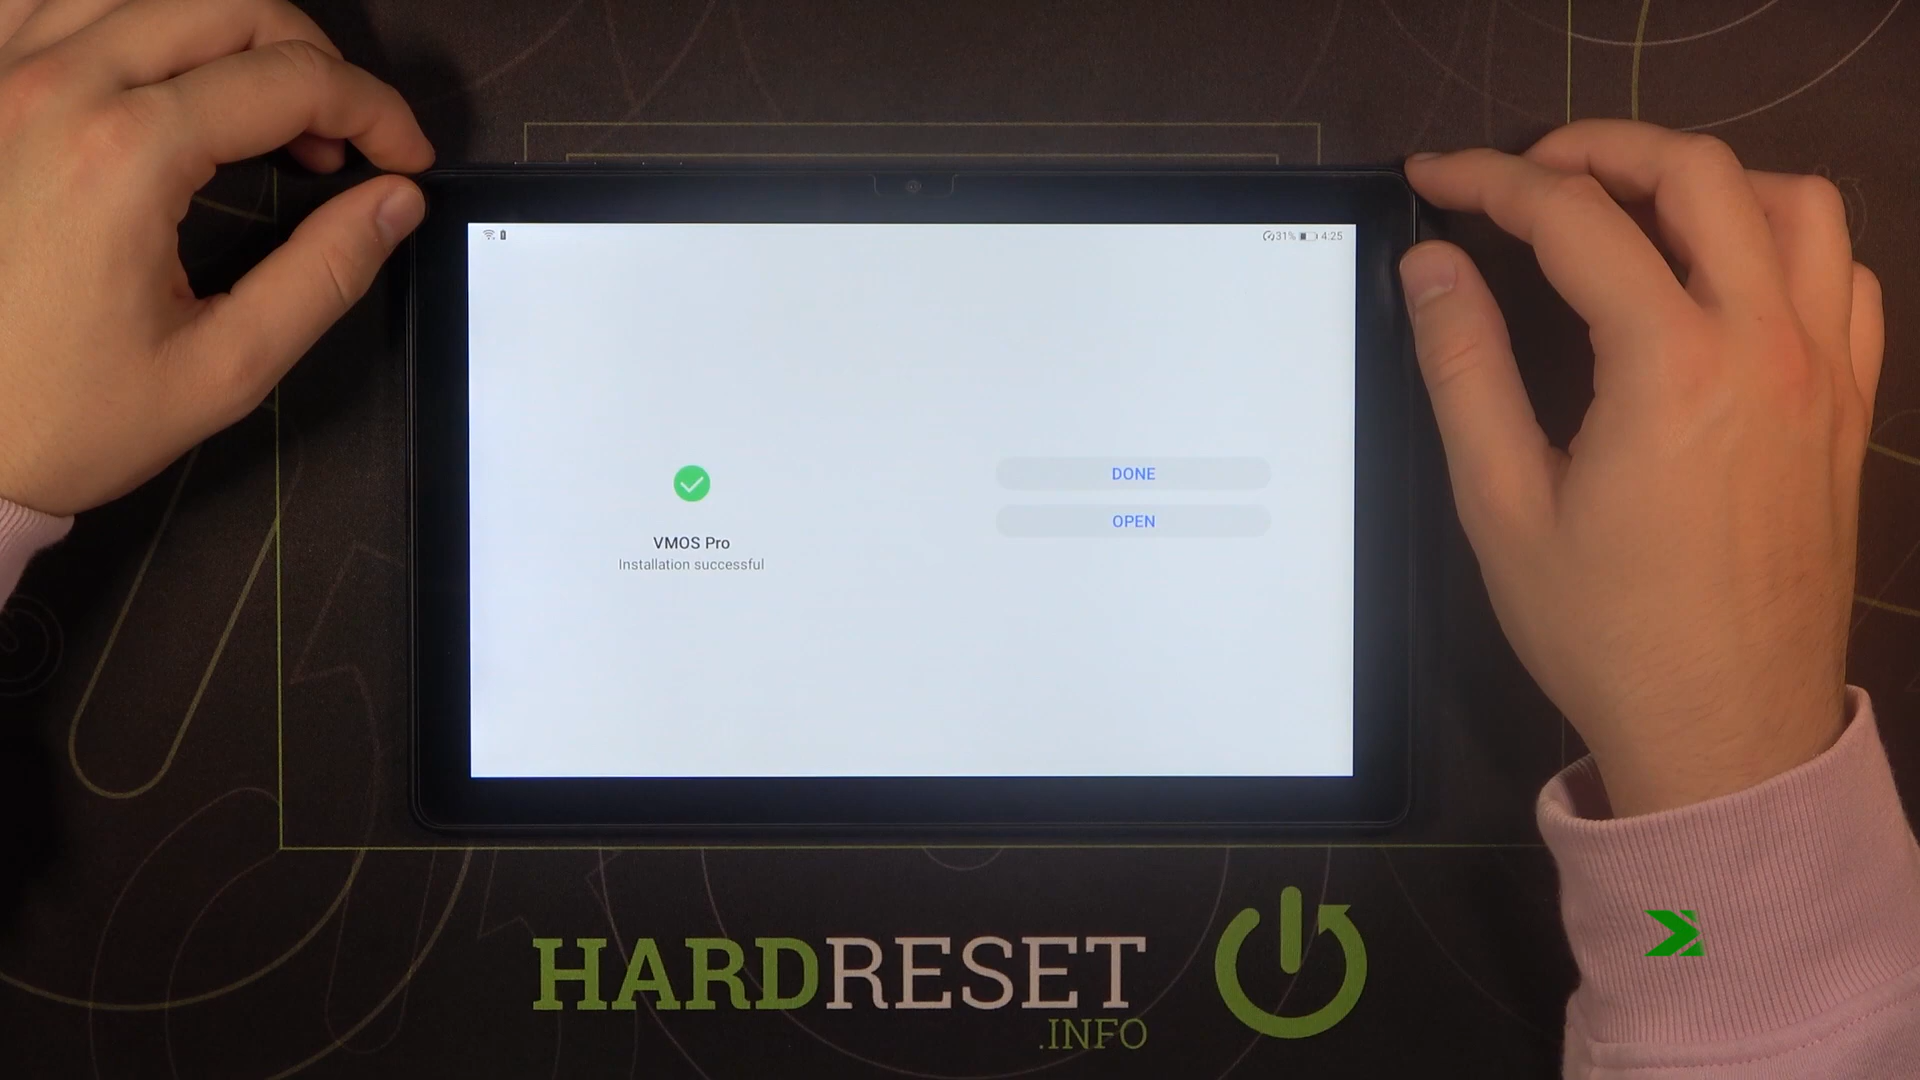 31% 4:25
DONE
OPEN
VMOS Pro
Installation successful
HARDRESET
.INFO